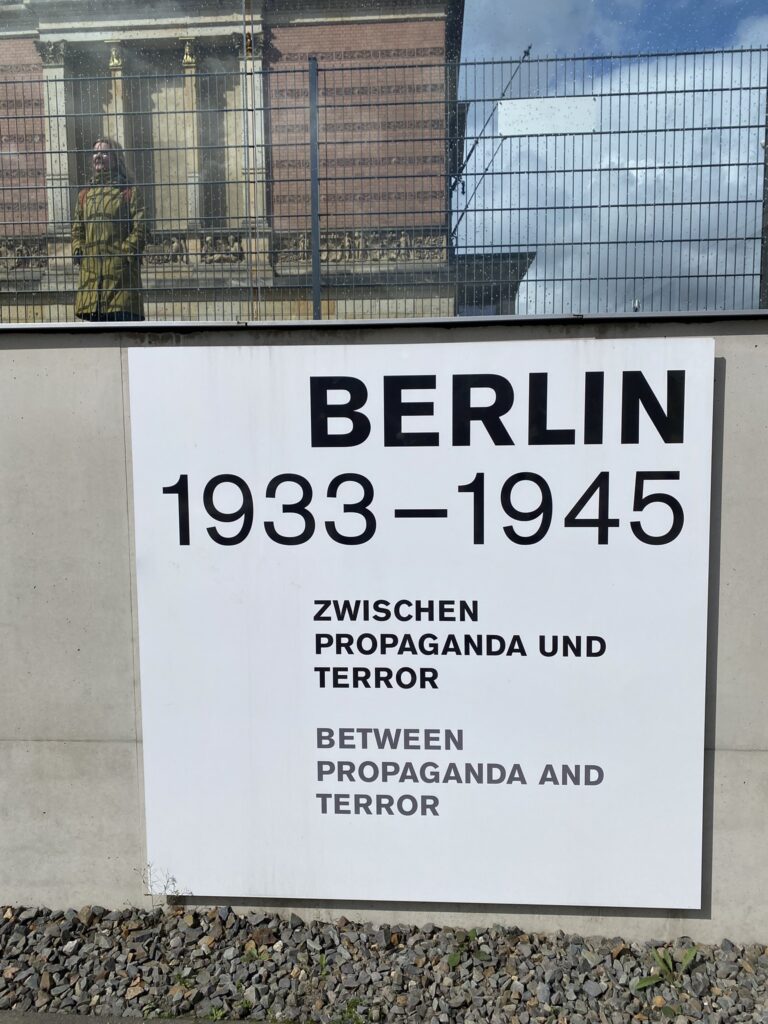 BERLIN
1933–1945
ZWISCHEN
PROPAGANDA UND
TERROR
BETWEEN
PROPAGANDA AND
TERROR